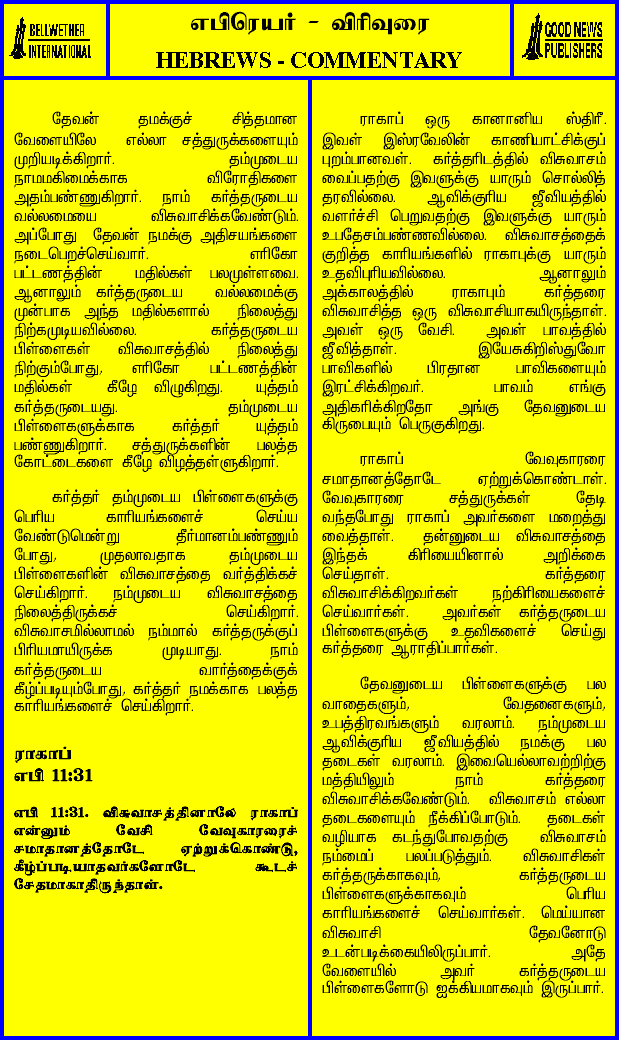 BELLWETHER
INTERNATIONAL
எபிரெயர் - விரிவுரை
HEBREWS - COMMENTARY
GOOD NEWS
PUBLISHERS
தேவன் தமக்குச் சித்தமான
வேளையிலே எல்லா சத்துருக்களையும்
முறியடிக்கிறார். தம்முடைய
நாமமகிமைக்காக விரோதிகளை
அதம்பண்ணுகிறார். நாம் கர்த்தருடைய
வல்லமையை விசுவாசிக்கவேண்டும்.
அப்போது தேவன் நமக்கு அதிசயங்களை
நடைபெறச்செய்வார். எரிகோ
பட்டணத்தின் மதில்கள் பலமுள்ளவை.
ஆனாலும் கர்த்தருடைய வல்லமைக்கு
முன்பாக அந்த மதில்களால் நிலைத்து
நிற்கமுடியவில்லை. கர்த்தருடைய
பிள்ளைகள் விசுவாசத்தில் நிலைத்து
நிற்கும்போது, எரிகோ பட்டணத்தின்
மதில்கள் கீழே விழுகிறது. யுத்தம்
கர்த்தருடையது. தம்முடைய
பிள்ளைகளுக்காக கர்த்தர் யுத்தம்
பண்ணுகிறார். சத்துருக்களின் பலத்த
கோட்டைகளை கீழே விழத்தள்ளுகிறார்.
கர்த்தர் தம்முடைய பிள்ளைகளுக்கு
பெரிய காரியங்களைச் செய்ய
வேண்டுமென்று தீர்மானம்பண்ணும்
போது, முதலாவதாக தம்முடைய
பிள்ளைகளின் விசுவாசத்தை வர்த்திக்கச்
செய்கிறார். நம்முடைய விசுவாசத்தை
நிலைத்திருக்கச் செய்கிறார்.
விசுவாசமில்லாமல் நம்மால் கர்த்தருக்குப்
பிரியமாயிருக்க முடியாது. நாம்
கர்த்தருடைய வார்த்தைக்குக்
கீழ்ப்படியும்போது, கர்த்தர் நமக்காக பலத்த
காரியங்களைச் செய்கிறார்.
ராகாப்
எபி 11:31
எபி 11:31. விசுவாசத்தினாலே ராகாப்
என்னும் வேசி வேவுகாரரைச்
சமாதானத்தோடே ஏற்றுக்கொண்டு,
கீழ்ப்படியாதவர்களோடே கூடச்
சேதமாகாதிருந்தாள்.
ராகாப் ஒரு கானானிய ஸ்திரீ.
இவள் இஸ்ரவேலின் காணியாட்சிக்குப்
புறம்பானவள். கர்த்தரிடத்தில் விசுவாசம்
வைப்பதற்கு இவளுக்கு யாரும் சொல்லித்
தரவில்லை. ஆவிக்குரிய ஜீவியத்தில்
வளர்ச்சி பெறுவதற்கு இவளுக்கு யாரும்
உபதேசம்பண்ணவில்லை. விசுவாசத்தைக்
குறித்த காரியங்களில் ராகாபுக்கு யாரும்
உதவிபுரியவில்லை. ஆனாலும்
அக்காலத்தில் ராகாபும் கர்த்தரை
விசுவாசித்த ஒரு விசுவாசியாகயிருந்தாள்.
அவள் ஒரு வேசி. அவள் பாவத்தில்
ஜீவித்தாள். இயேசுகிறிஸ்துவோ
பாவிகளில் பிரதான பாவிகளையும்
இரட்சிக்கிறவர். பாவம் எங்கு
அதிகரிக்கிறதோ அங்கு தேவனுடைய
கிருபையும் பெருகுகிறது.
ராகாப் வேவுகாரரை
சமாதானத்தோடே ஏற்றுக்கொண்டாள்.
வேவுகாரரை சத்துருக்கள் தேடி
வந்தபோது ராகாப் அவர்களை மறைத்து
வைத்தாள். தன்னுடைய விசுவாசத்தை
இந்தக் கிரியையினால் அறிக்கை
செய்தாள். கர்த்தரை
விசுவாசிக்கிறவர்கள் நற்கிரியைகளைச்
செய்வார்கள். அவர்கள் கர்த்தருடைய
பிள்ளைகளுக்கு உதவிகளைச் செய்து
கர்த்தரை ஆராதிப்பார்கள்.
தேவனுடைய பிள்ளைகளுக்கு பல
வாதைகளும், வேதனைகளும்,
உபத்திரவங்களும் வரலாம். நம்முடைய
ஆவிக்குரிய ஜீவியத்தில் நமக்கு பல
தடைகள் வரலாம். இவையெல்லாவற்றிற்கு
மத்தியிலும் நாம் கர்த்தரை
விசுவாசிக்கவேண்டும். விசுவாசம் எல்லா
தடைகளையும் நீக்கிப்போடும். தடைகள்
வழியாக கடந்துபோவதற்கு விசுவாசம்
நம்மைப் பலப்படுத்தும். விசுவாசிகள்
கர்த்தருக்காகவும், கர்த்தருடைய
பிள்ளைகளுக்காகவும் பெரிய
காரியங்களைச் செய்வார்கள். மெய்யான
விசுவாசி தேவனோடு
உடன்படிக்கையிலிருப்பார். அதே
வேளையில் அவர் கர்த்தருடைய
பிள்ளைகளோடு ஐக்கியமாகவும் இருப்பார்.